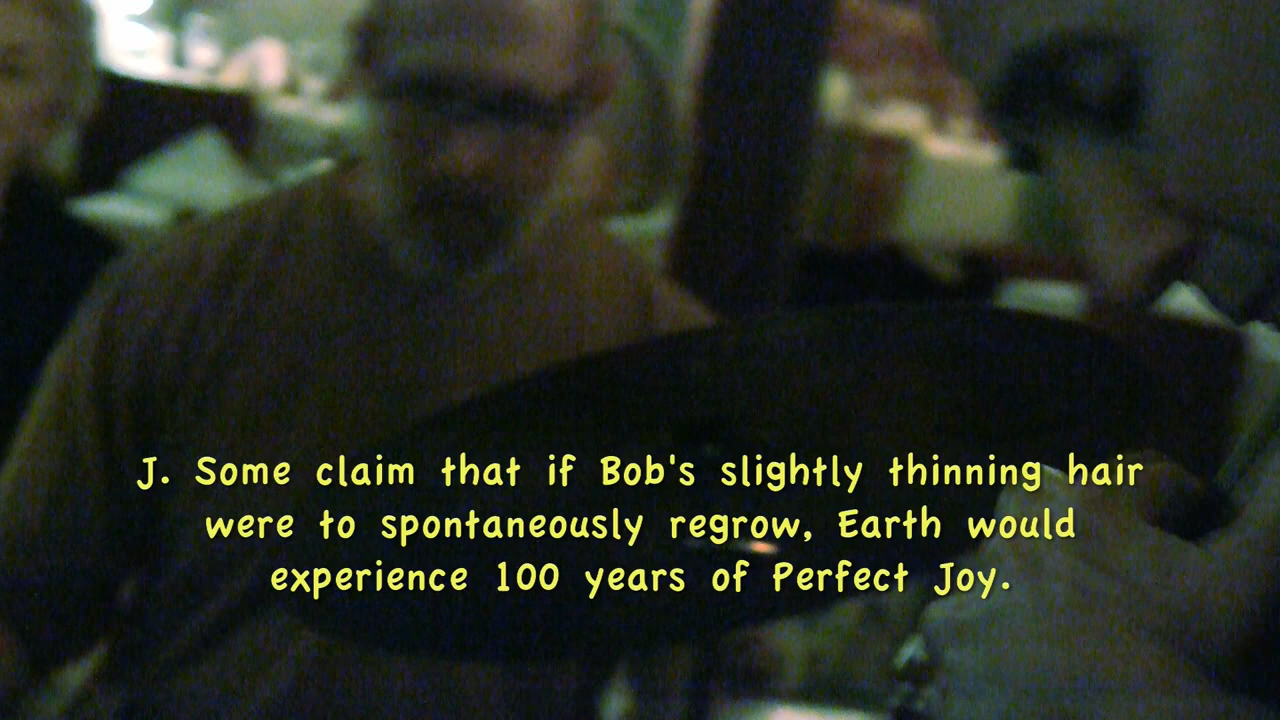 J. Some claim that if Bob's slightly thinning hair
were to spontaneously regrow, Earth would
experience 100 years of Perfect Joy.